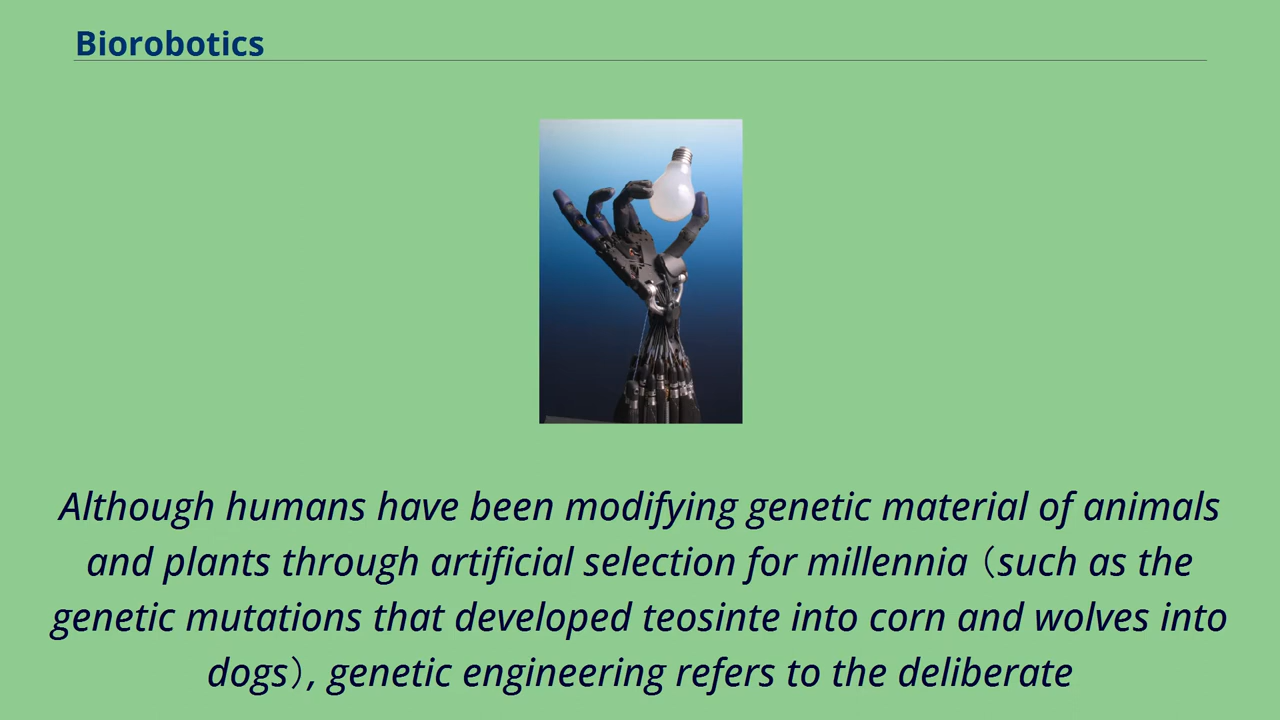 Biorobotics
Although humans have been modifying genetic material of animals
and plants through artificial selection for millennia（such as the
genetic mutations that developed teosinte into corn and wolves into
dogs）, genetic engineering refers to the deliberate